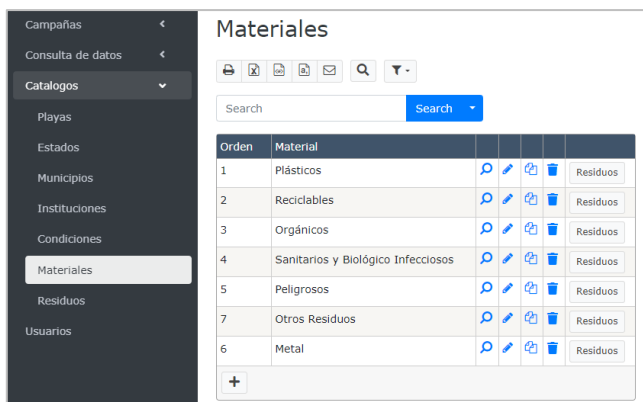 Campañas
Consulta de datos
Catalogos
Playas
Estados
Municipios
Instituciones
Condiciones
Materiales
Residuos
Usuarios
Materiales
Search Search
Orden Material
1 Plásticos Residuos
2 Reciclables Residuos
3 Orgánicos Residuos
4 Sanitarios y Biológico Infecciosos Residuos
5 Peligrosos Residuos
7 Otros Residuos Residuos
6 Metal Residuos